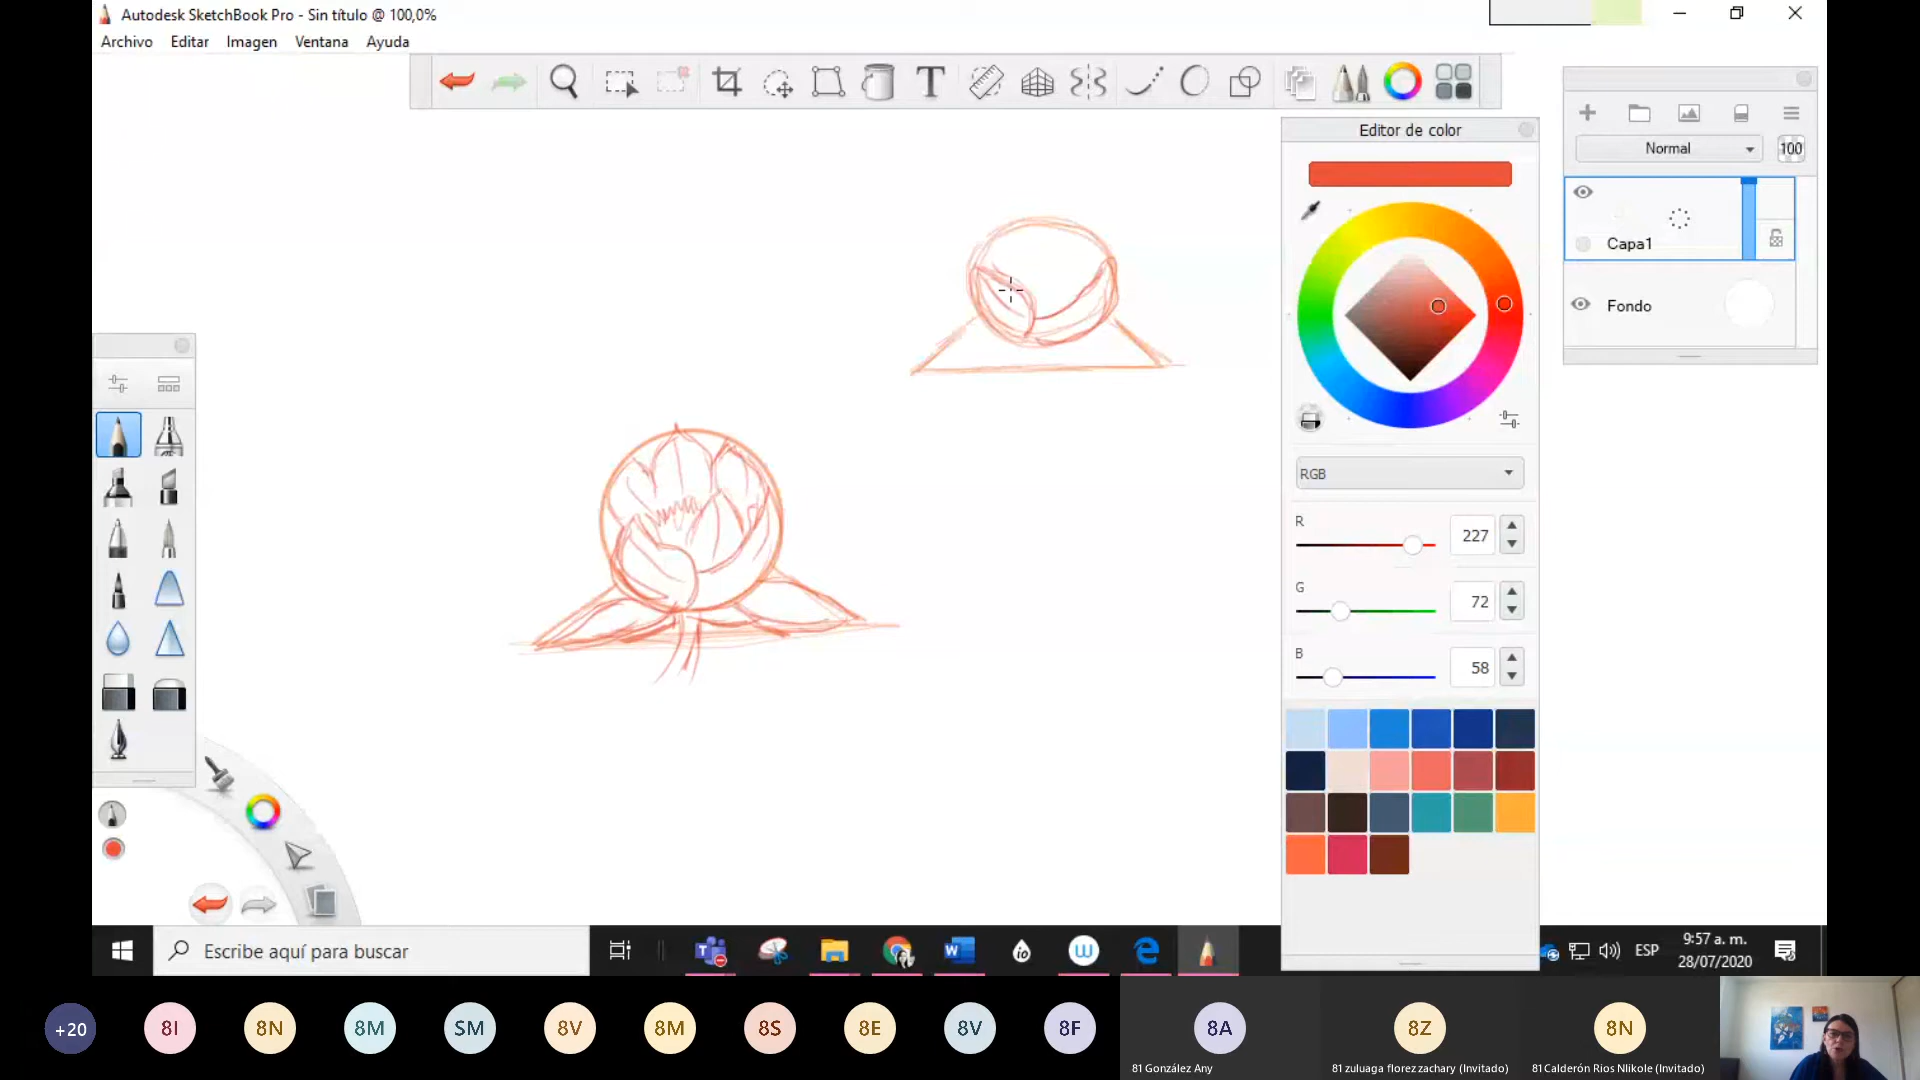 Autodesk SketchBook Pro - Sin título @ 100,0%
Archivo Editar Imagen Ventana Ayuda
T
Editor de color
Normal 100
Capa1
Fondo
RGB
R
227
G
72
B
58
Escribe aquí para buscar
W
io
W
ESP
9:57 a. m.
28/07/2020
+20 8I 8N 8M SM 8V 8M 8S 8E 8V 8F 8A 8Z 8N
81 González Any
81 zuluaga florez zachary (Invitado)
81 Calderón Rios Nlikole (Invitado)